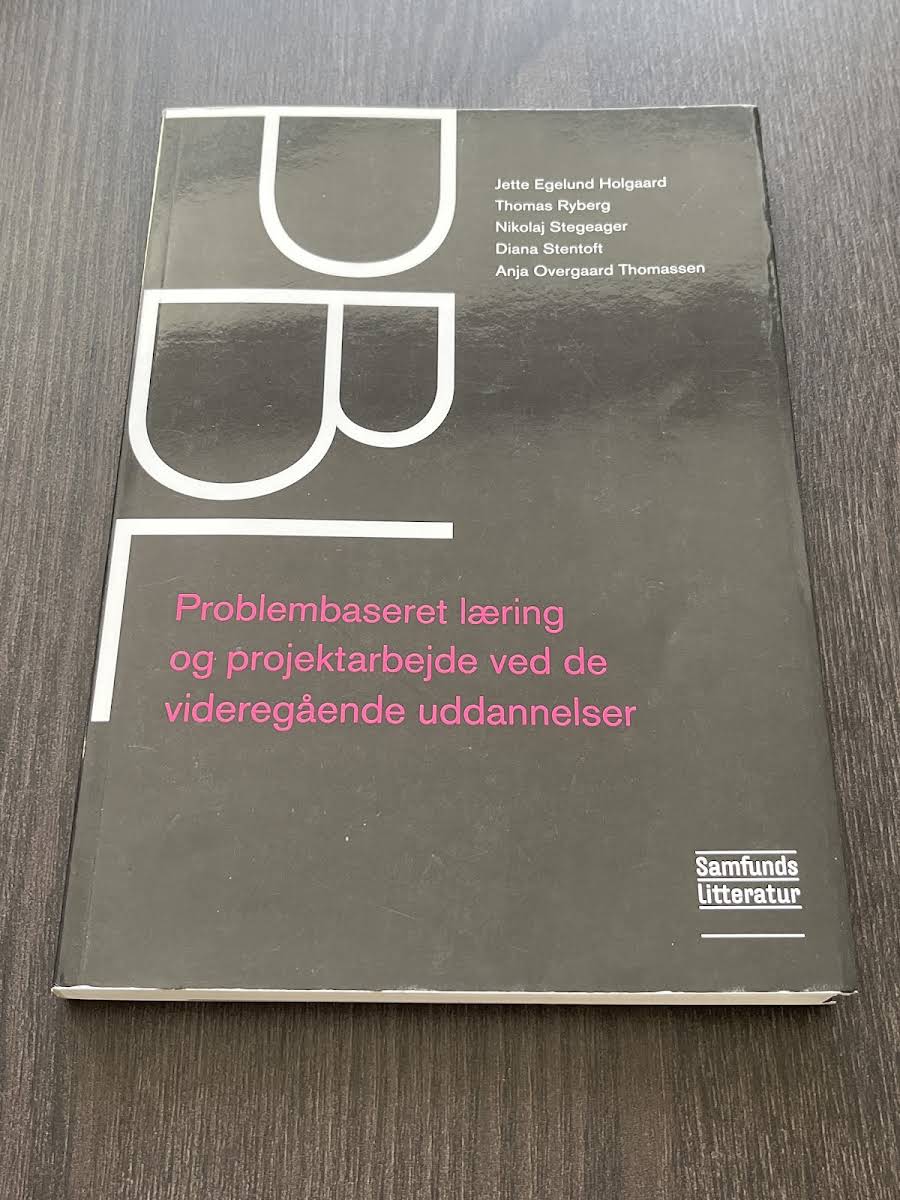 PBL
Jette Egelund Holgaard
Thomas Ryberg
Nikolaj Stegeager
Diana Stentoft
Anja Overgaard Thomassen
Problembaseret læring
og projektarbejde ved de
videregående uddannelser
Samfunds
litteratur